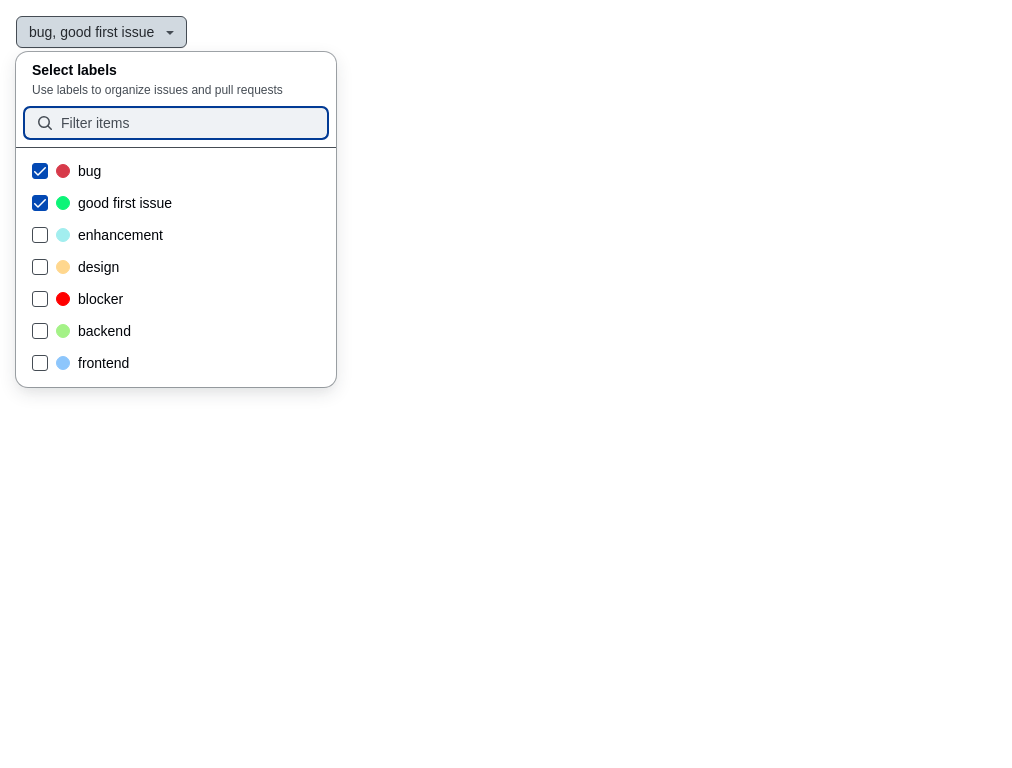 bug, good first issue
Select labels
Use labels to organize issues and pull requests
Filter items
bug
good first issue
enhancement
design
blocker
backend
frontend